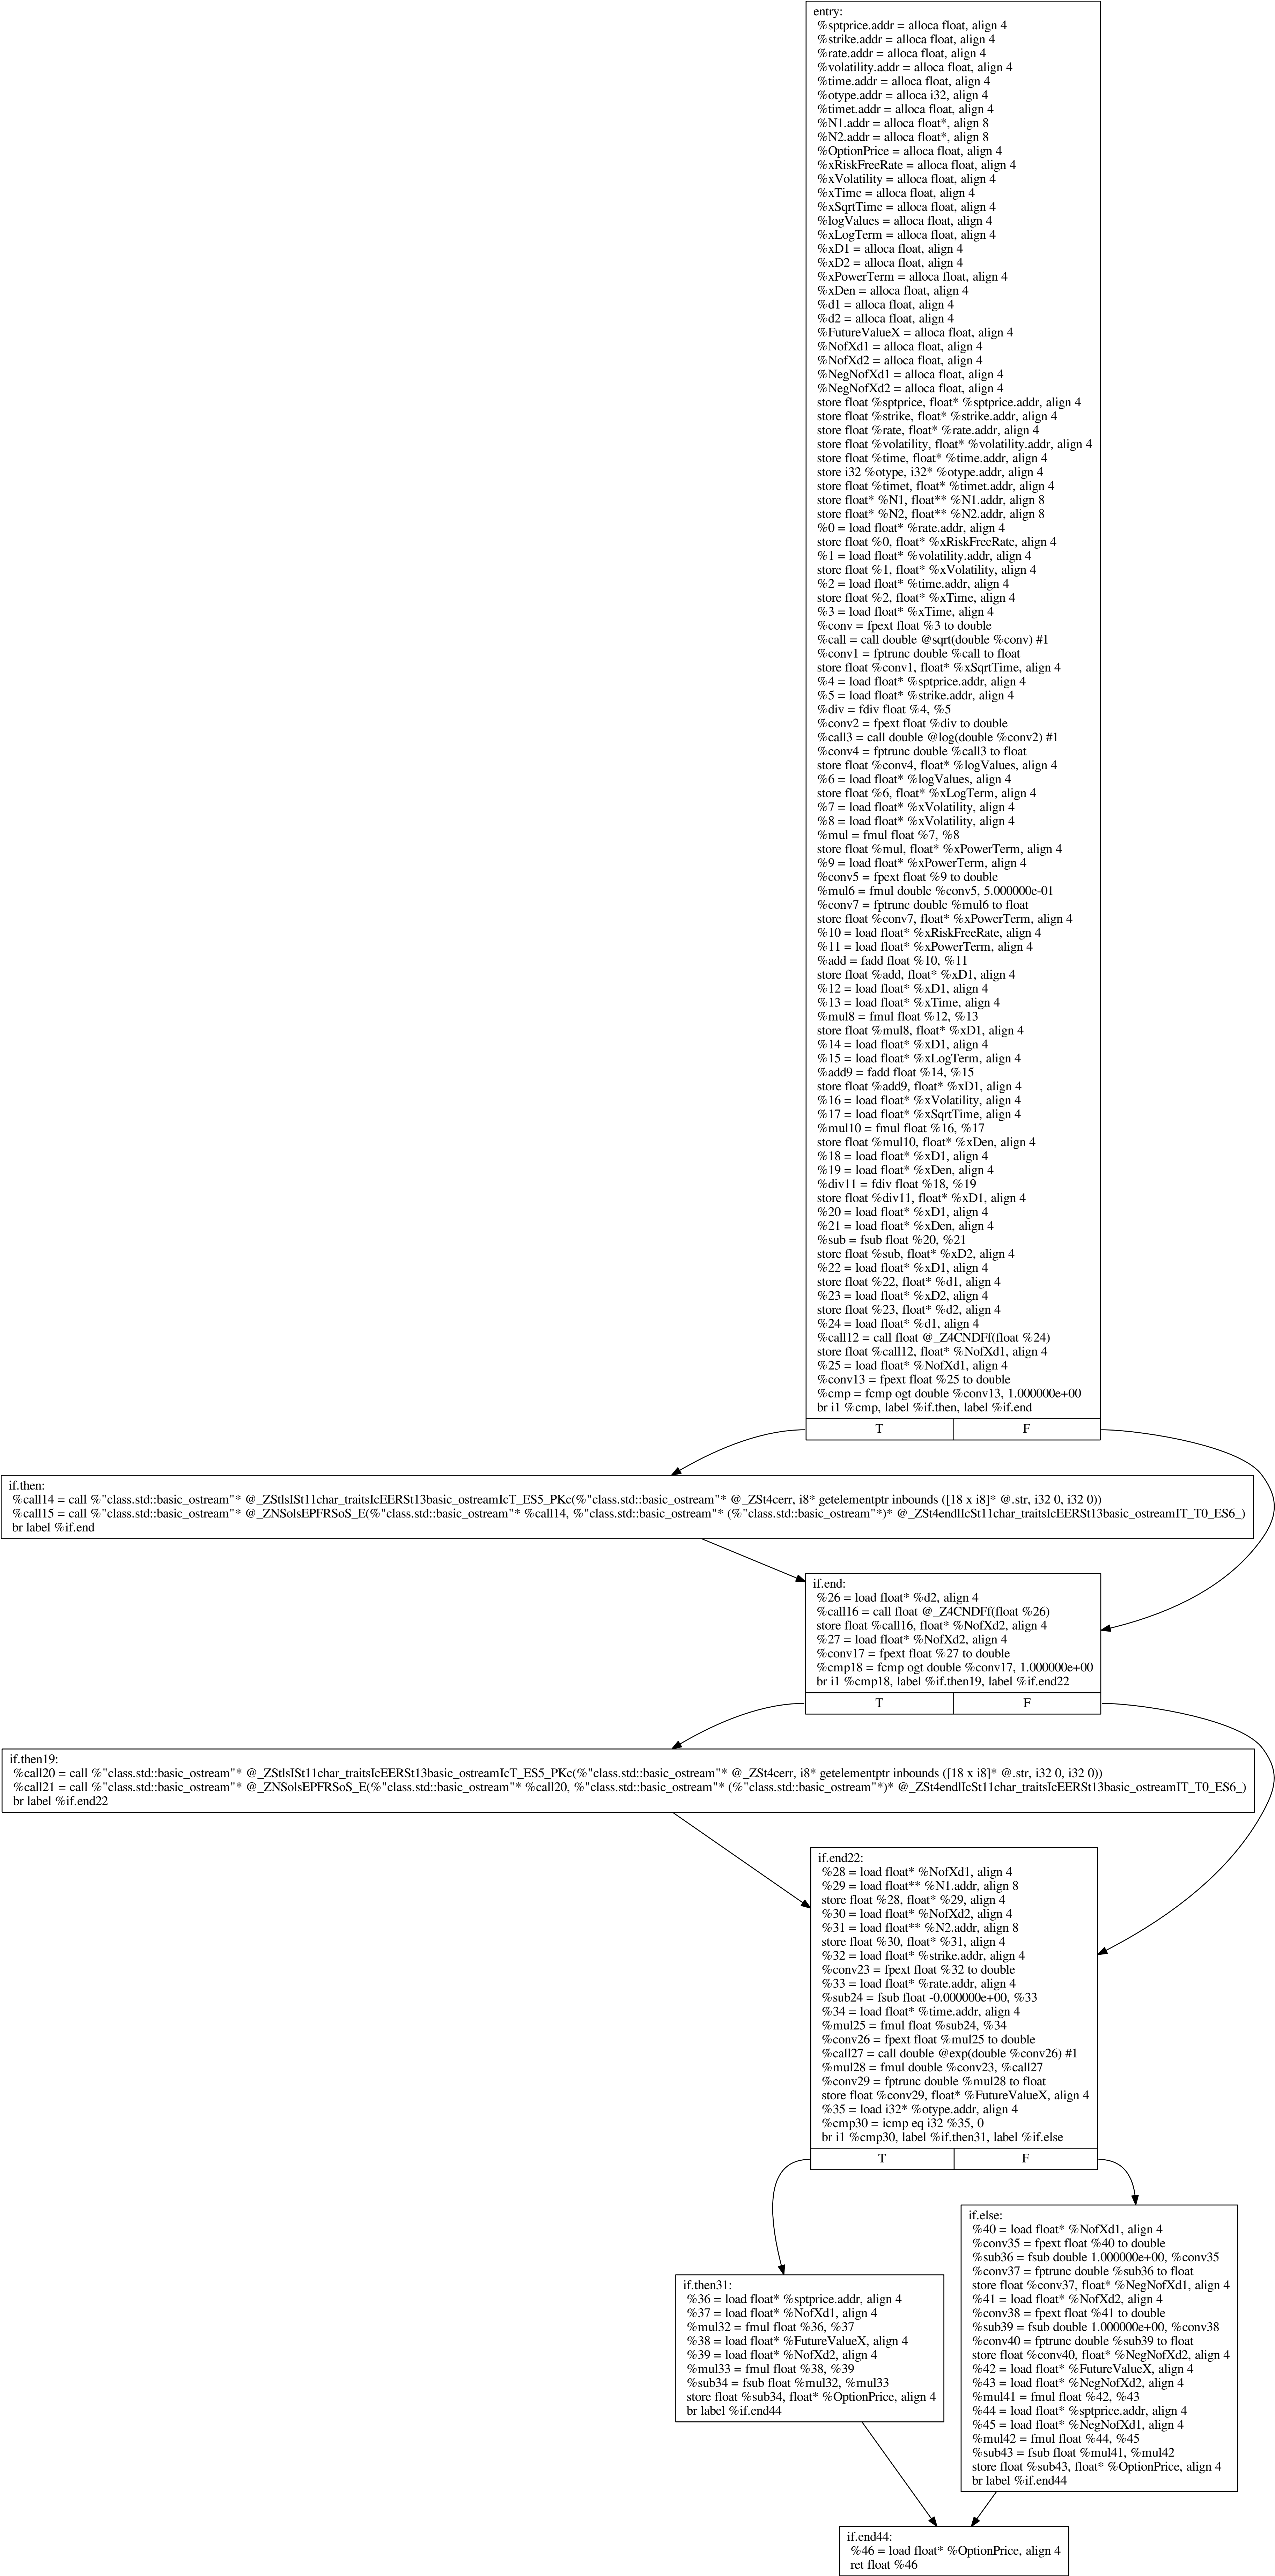 entry:
%sptprice.addr = alloca float, align 4
%strike.addr = alloca float, align 4
%rate.addr = alloca float, align 4
%volatility.addr = alloca float, align 4
%time.addr = alloca float, align 4
%otype.addr = alloca i32, align 4
%timet.addr = alloca float, align 4
%N1.addr = alloca float*, align 8
%N2.addr = alloca float*, align 8
%OptionPrice = alloca float, align 4
%xRiskFreeRate = alloca float, align 4
%xVolatility = alloca float, align 4
%xTime = alloca float, align 4
%xSqrtTime = alloca float, align 4
%logValues = alloca float, align 4
%xLogTerm = alloca float, align 4
%xD1 = alloca float, align 4
%xD2 = alloca float, align 4
%xPowerTerm = alloca float, align 4
%xDen = alloca float, align 4
%d1 = alloca float, align 4
%d2 = alloca float, align 4
%FutureValueX = alloca float, align 4
%NofXd1 = alloca float, align 4
%NofXd2 = alloca float, align 4
%NegNofXd1 = alloca float, align 4
%NegNofXd2 = alloca float, align 4
store float %sptprice, float* %sptprice.addr, align 4
store float %strike, float* %strike.addr, align 4
store float %rate, float* %rate.addr, align 4
store float %volatility, float* %volatility.addr, align 4
store float %time, float* %time.addr, align 4
store i32 %otype, i32* %otype.addr, align 4
store float %timet, float* %timet.addr, align 4
store float* %N1, float** %N1.addr, align 8
store float* %N2, float** %N2.addr, align 8
%0 = load float* %rate.addr, align 4
store float %0, float* %xRiskFreeRate, align 4
%1 = load float* %volatility.addr, align 4
store float %1, float* %xVolatility, align 4
%2 = load float* %time.addr, align 4
store float %2, float* %xTime, align 4
%3 = load float* %xTime, align 4
%conv = fpext float %3 to double
%call = call double @sqrt(double %conv) #1
%conv1 = fptrunc double %call to float
store float %conv1, float* %xSqrtTime, align 4
%4 = load float* %sptprice.addr, align 4
%5 = load float* %strike.addr, align 4
%div = fdiv float %4, %5
%conv2 = fpext float %div to double
%call3 = call double @log(double %conv2) #1
%conv4 = fptrunc double %call3 to float
store float %conv4, float* %logValues, align 4
%6 = load float* %logValues, align 4
store float %6, float* %xLogTerm, align 4
%7 = load float* %xVolatility, align 4
%8 = load float* %xVolatility, align 4
%mul = fmul float %7, %8
store float %mul, float* %xPowerTerm, align 4
%9 = load float* %xPowerTerm, align 4
%conv5 = fpext float %9 to double
%mul6 = fmul double %conv5, 5.000000e-01
%conv7 = fptrunc double %mul6 to float
store float %conv7, float* %xPowerTerm, align 4
%10 = load float* %xRiskFreeRate, align 4
%11 = load float* %xPowerTerm, align 4
%add = fadd float %10, %11
store float %add, float* %xD1, align 4
%12 = load float* %xD1, align 4
%13 = load float* %xTime, align 4
%mul8 = fmul float %12, %13
store float %mul8, float* %xD1, align 4
%14 = load float* %xD1, align 4
%15 = load float* %xLogTerm, align 4
%add9 = fadd float %14, %15
store float %add9, float* %xD1, align 4
%16 = load float* %xVolatility, align 4
%17 = load float* %xSqrtTime, align 4
%mul10 = fmul float %16, %17
store float %mul10, float* %xDen, align 4
%18 = load float* %xD1, align 4
%19 = load float* %xDen, align 4
%div11 = fdiv float %18, %19
store float %div11, float* %xD1, align 4
%20 = load float* %xD1, align 4
%21 = load float* %xDen, align 4
%sub = fsub float %20, %21
store float %sub, float* %xD2, align 4
%22 = load float* %xD1, align 4
store float %22, float* %d1, align 4
%23 = load float* %xD2, align 4
store float %23, float* %d2, align 4
%24 = load float* %d1, align 4
%call12 = call float @_Z4CNDFf(float %24)
store float %call12, float* %NofXd1, align 4
%25 = load float* %NofXd1, align 4
%conv13 = fpext float %25 to double
%cmp = fcmp ogt double %conv13, 1.000000e+00
br i1 %cmp, label %if.then, label %if.end
T F
if.then:
%call14 = call %"class.std::basic_ostream"* @_ZStlsISt11char_traitsIcEERSt13basic_ostreamIcT_ES5_PKc(%"class.std::basic_ostream"* @_ZSt4cerr, i8* getelementptr inbounds ([18 x i8]* @.str, i32 0, i32 0))
%call15 = call %"class.std::basic_ostream"* @_ZNSolsEPFRSoS_E(%"class.std::basic_ostream"* %call14, %"class.std::basic_ostream"* (%"class.std::basic_ostream"*)* @_ZSt4endlIcSt11char_traitsIcEERSt13basic_ostreamIT_T0_ES6_)
br label %if.end
if.end:
%26 = load float* %d2, align 4
%call16 = call float @_Z4CNDFf(float %26)
store float %call16, float* %NofXd2, align 4
%27 = load float* %NofXd2, align 4
%conv17 = fpext float %27 to double
%cmp18 = fcmp ogt double %conv17, 1.000000e+00
br i1 %cmp18, label %if.then19, label %if.end22
T F
if.then19:
%call20 = call %"class.std::basic_ostream"* @_ZStlsISt11char_traitsIcEERSt13basic_ostreamIcT_ES5_PKc(%"class.std::basic_ostream"* @_ZSt4cerr, i8* getelementptr inbounds ([18 x i8]* @.str, i32 0, i32 0))
%call21 = call %"class.std::basic_ostream"* @_ZNSolsEPFRSoS_E(%"class.std::basic_ostream"* %call20, %"class.std::basic_ostream"* (%"class.std::basic_ostream"*)* @_ZSt4endlIcSt11char_traitsIcEERSt13basic_ostreamIT_T0_ES6_)
br label %if.end22
if.end22:
%28 = load float* %NofXd1, align 4
%29 = load float** %N1.addr, align 8
store float %28, float* %29, align 4
%30 = load float* %NofXd2, align 4
%31 = load float** %N2.addr, align 8
store float %30, float* %31, align 4
%32 = load float* %strike.addr, align 4
%conv23 = fpext float %32 to double
%33 = load float* %rate.addr, align 4
%sub24 = fsub float -0.000000e+00, %33
%34 = load float* %time.addr, align 4
%mul25 = fmul float %sub24, %34
%conv26 = fpext float %mul25 to double
%call27 = call double @exp(double %conv26) #1
%mul28 = fmul double %conv23, %call27
%conv29 = fptrunc double %mul28 to float
store float %conv29, float* %FutureValueX, align 4
%35 = load i32* %otype.addr, align 4
%cmp30 = icmp eq i32 %35, 0
br i1 %cmp30, label %if.then31, label %if.else
T F
if.then31:
%36 = load float* %sptprice.addr, align 4
%37 = load float* %NofXd1, align 4
%mul32 = fmul float %36, %37
%38 = load float* %FutureValueX, align 4
%39 = load float* %NofXd2, align 4
%mul33 = fmul float %38, %39
%sub34 = fsub float %mul32, %mul33
store float %sub34, float* %OptionPrice, align 4
br label %if.end44
if.else:
%40 = load float* %NofXd1, align 4
%conv35 = fpext float %40 to double
%sub36 = fsub double 1.000000e+00, %conv35
%conv37 = fptrunc double %sub36 to float
store float %conv37, float* %NegNofXd1, align 4
%41 = load float* %NofXd2, align 4
%conv38 = fpext float %41 to double
%sub39 = fsub double 1.000000e+00, %conv38
%conv40 = fptrunc double %sub39 to float
store float %conv40, float* %NegNofXd2, align 4
%42 = load float* %FutureValueX, align 4
%43 = load float* %NegNofXd2, align 4
%mul41 = fmul float %42, %43
%44 = load float* %sptprice.addr, align 4
%45 = load float* %NegNofXd1, align 4
%mul42 = fmul float %44, %45
%sub43 = fsub float %mul41, %mul42
store float %sub43, float* %OptionPrice, align 4
br label %if.end44
if.end44:
%46 = load float* %OptionPrice, align 4
ret float %46